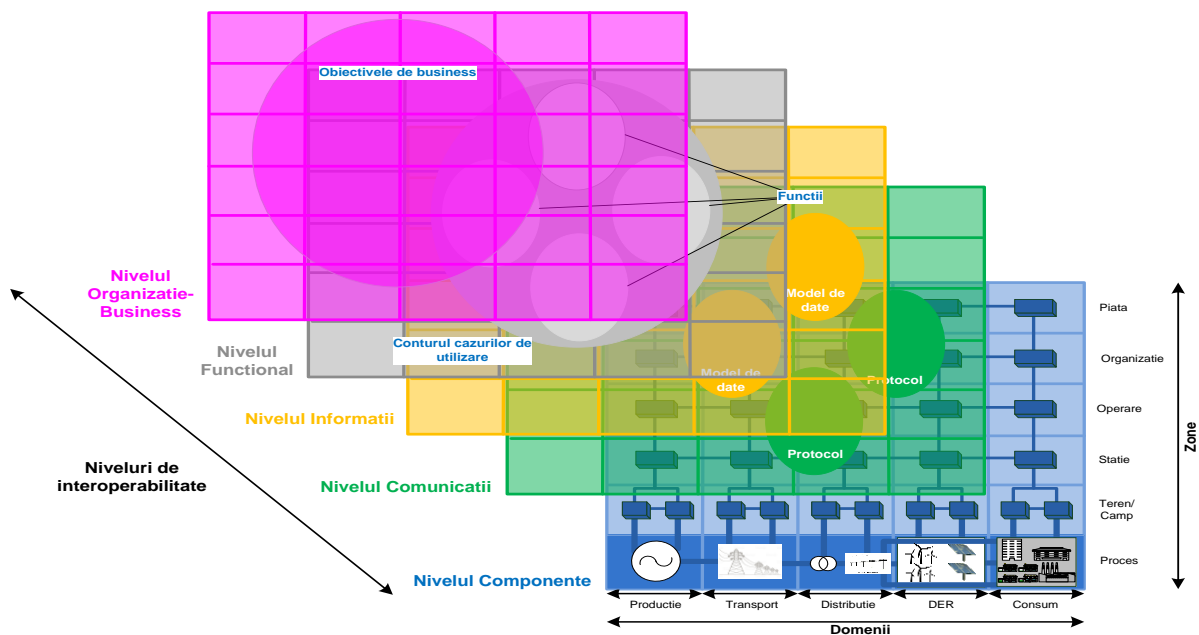 Obiectivele de business
Functii
Nivelul
Organizatie-
Business
Model de
date
Piata
Conturul cazurilor de
utilizare
Nivelul
Functional
Organizatie
Model de
date
Protocol
Nivelul Informatii
Operare
Zone
Niveluri de
interoperabilitate
Protocol
Statie
Nivelul Comunicatii
Teren/
Camp
Proces
Nivelul Componente
Productie
Transport
Distributie
DER
Consum
Domenii